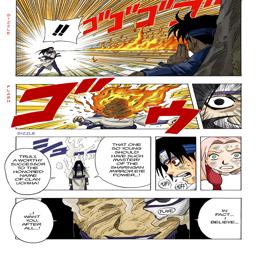 ゴゴゴゴ
SIZZLE
!!
FLASH
ゴウ
SIZZLE
THAT ONE
SO YOUNG
SHOULD
HAVE SUCH
MASTERY
OF THE
SHARINGAN
MIRROR EYE
POWER...
TRULY,
A WORTHY
SUCCESSOR
TO THE
HONORED
NAME OF
CLAN
UCHIHA!
IN
FACT...
I
BELIEVE...
I
WANT
YOU,
AFTER
ALL...!